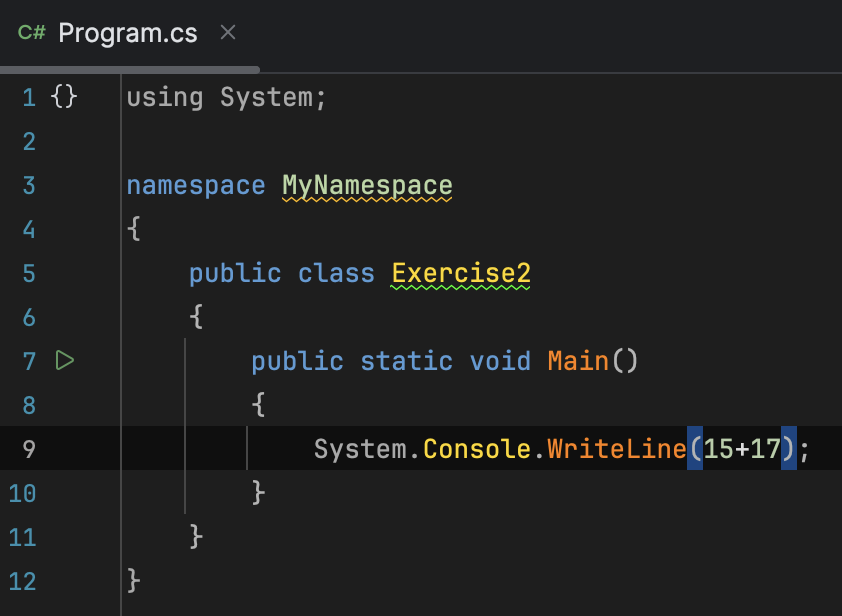 C# Program.cs ×
1 {} using System;
2
3 namespace MyNamespace
4 {
5 public class Exercise2
6 {
7 public static void Main()
8 {
9 System.Console.WriteLine(15+17);
10 }
11 }
12 }